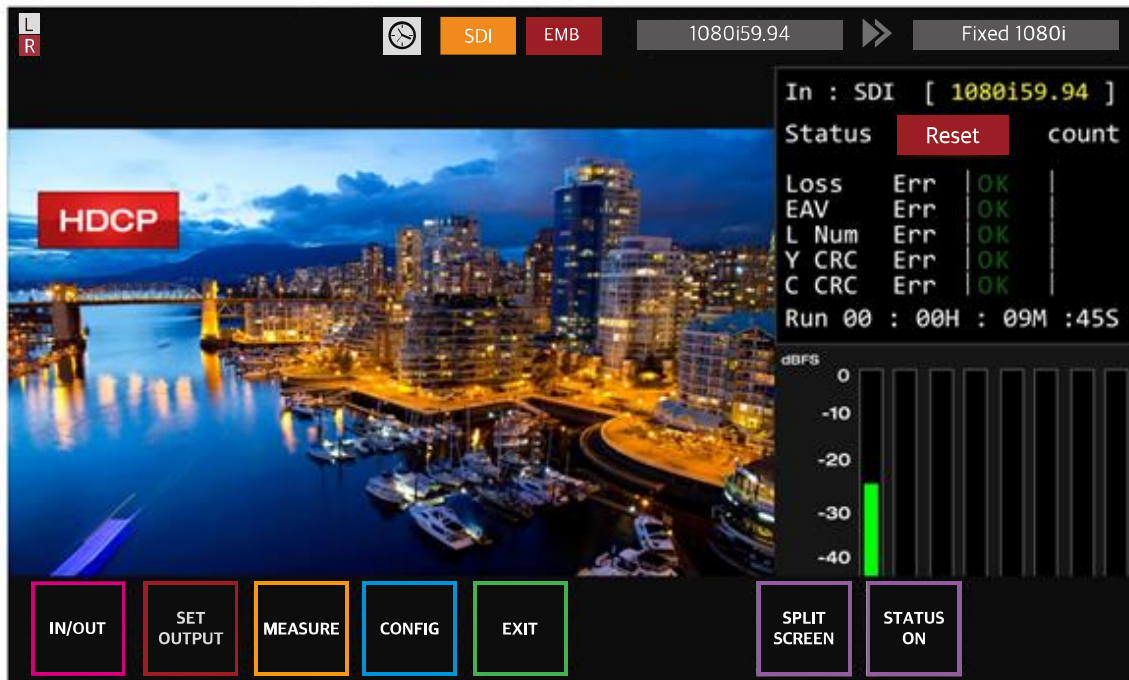 L
R
SDI
EMB
1080i59.94
Fixed 1080i
In : SDI [ 1080i59.94 ]
Status Reset count
Loss Err OK
EAV Err OK
L Num Err OK
Y CRC Err OK
C CRC Err OK
Run 00 : 00H : 09M :45S
HDCP
dBFS
0
-10
-20
-30
-40
IN/OUT
SET
OUTPUT
MEASURE
CONFIG
EXIT
SPLIT
SCREEN
STATUS
ON